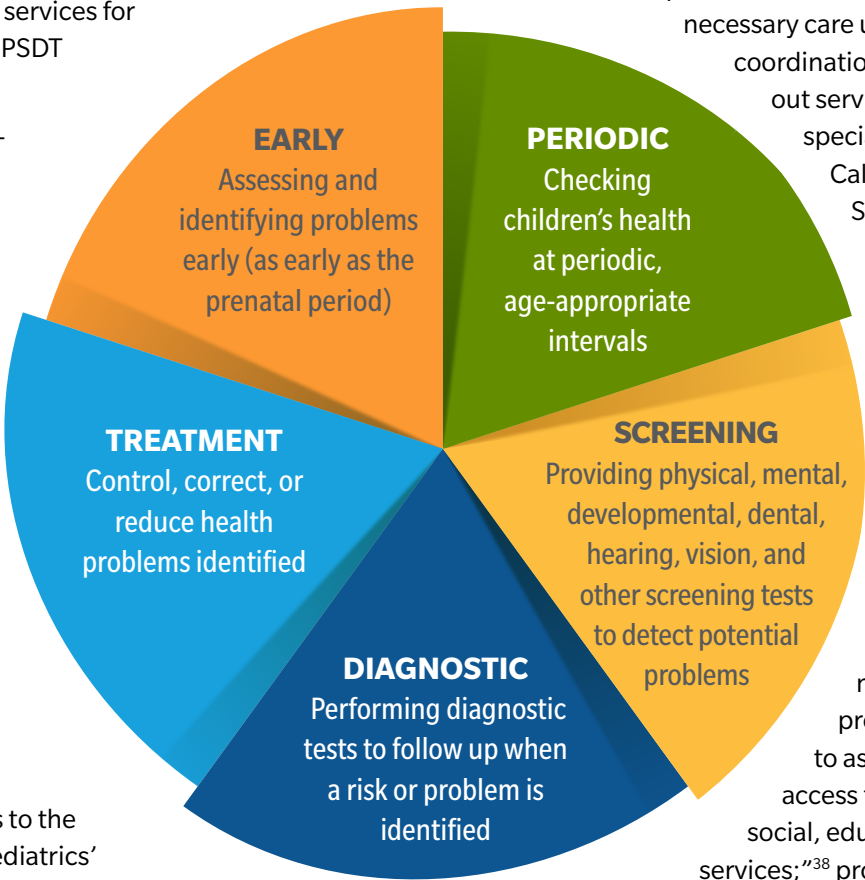 services for
PSDT
necessary care
coordinatio
out serv
speci
Cal
S
EARLY
Assessing and
identifying problems
early (as early as the
prenatal period)
PERIODIC
Checking
children’s health
at periodic,
age-appropriate
intervals
SCREENING
Providing physical, mental,
developmental, dental,
hearing, vision, and
other screening tests
to detect potential
problems
DIAGNOSTIC
Performing diagnostic
tests to follow up when
a risk or problem is
identified
TREATMENT
Control, correct, or
reduce health
problems identified
s to the
ediatrics’
pr
to as
access
social, edu
services;”38 pro